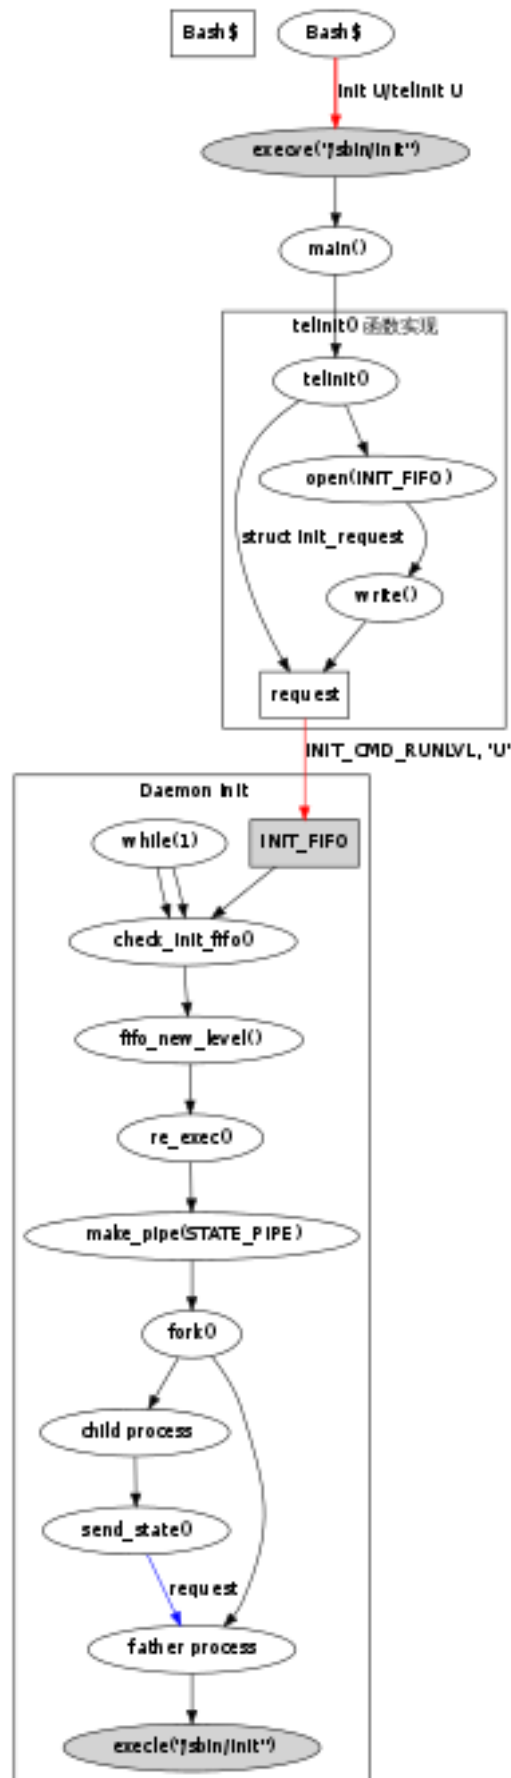 Bash$ Bash$
init U/telinit U
execve("/sbin/init")
main()
telinit() 函数实现
telinit()
open(INIT_FIFO)
struct init_request
write()
request
INIT_CMD_RUNLVL, 'U'
Daemon Init
while(1) INIT_FIFO
check_init_fifo()
fifo_new_level()
re_exec()
make_pipe(STATE_PIPE)
fork()
child process
send_state()
request
father process
execle("/sbin/init")